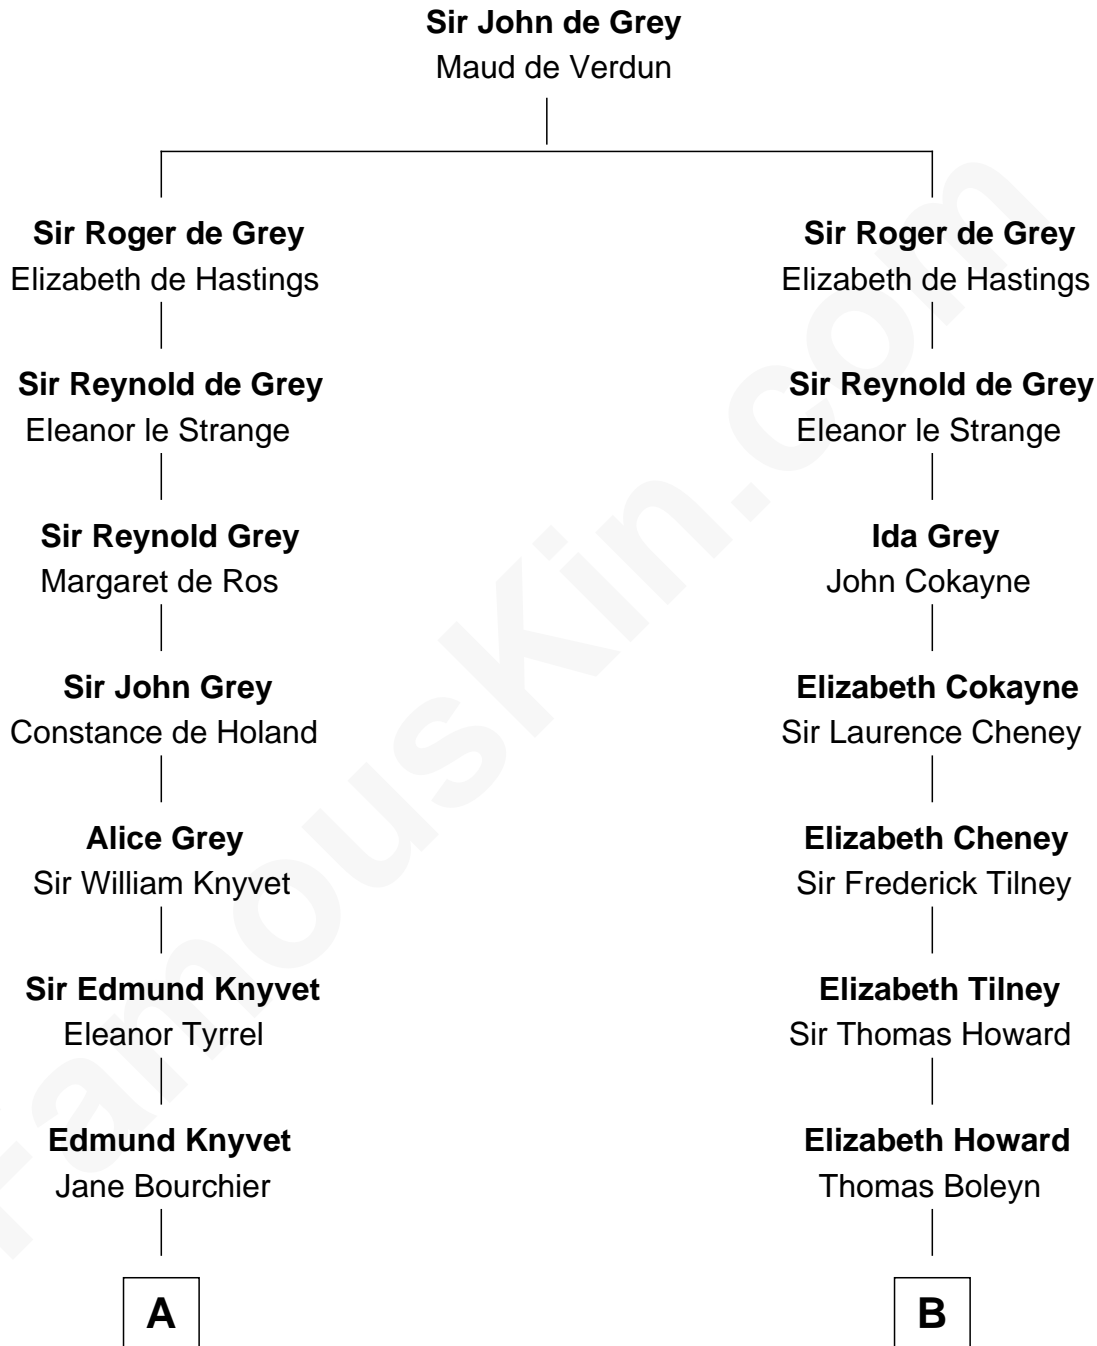 Sir John de Grey
Maud de Verdun
Sir Roger de Grey
Elizabeth de Hastings
Sir Reynold de Grey
Eleanor le Strange
Sir Reynold Grey
Margaret de Ros
Sir John Grey
Constance de Holand
Alice Grey
Sir William Knyvet
Sir Edmund Knyvet
Eleanor Tyrrel
Edmund Knyvet
Jane Bourchier
A
Sir Roger de Grey
Elizabeth de Hastings
Sir Reynold de Grey
Eleanor le Strange
Ida Grey
John Cokayne
Elizabeth Cokayne
Sir Laurence Cheney
Elizabeth Cheney
Sir Frederick Tilney
Elizabeth Tilney
Sir Thomas Howard
Elizabeth Howard
Thomas Boleyn
B
FamousKin.com